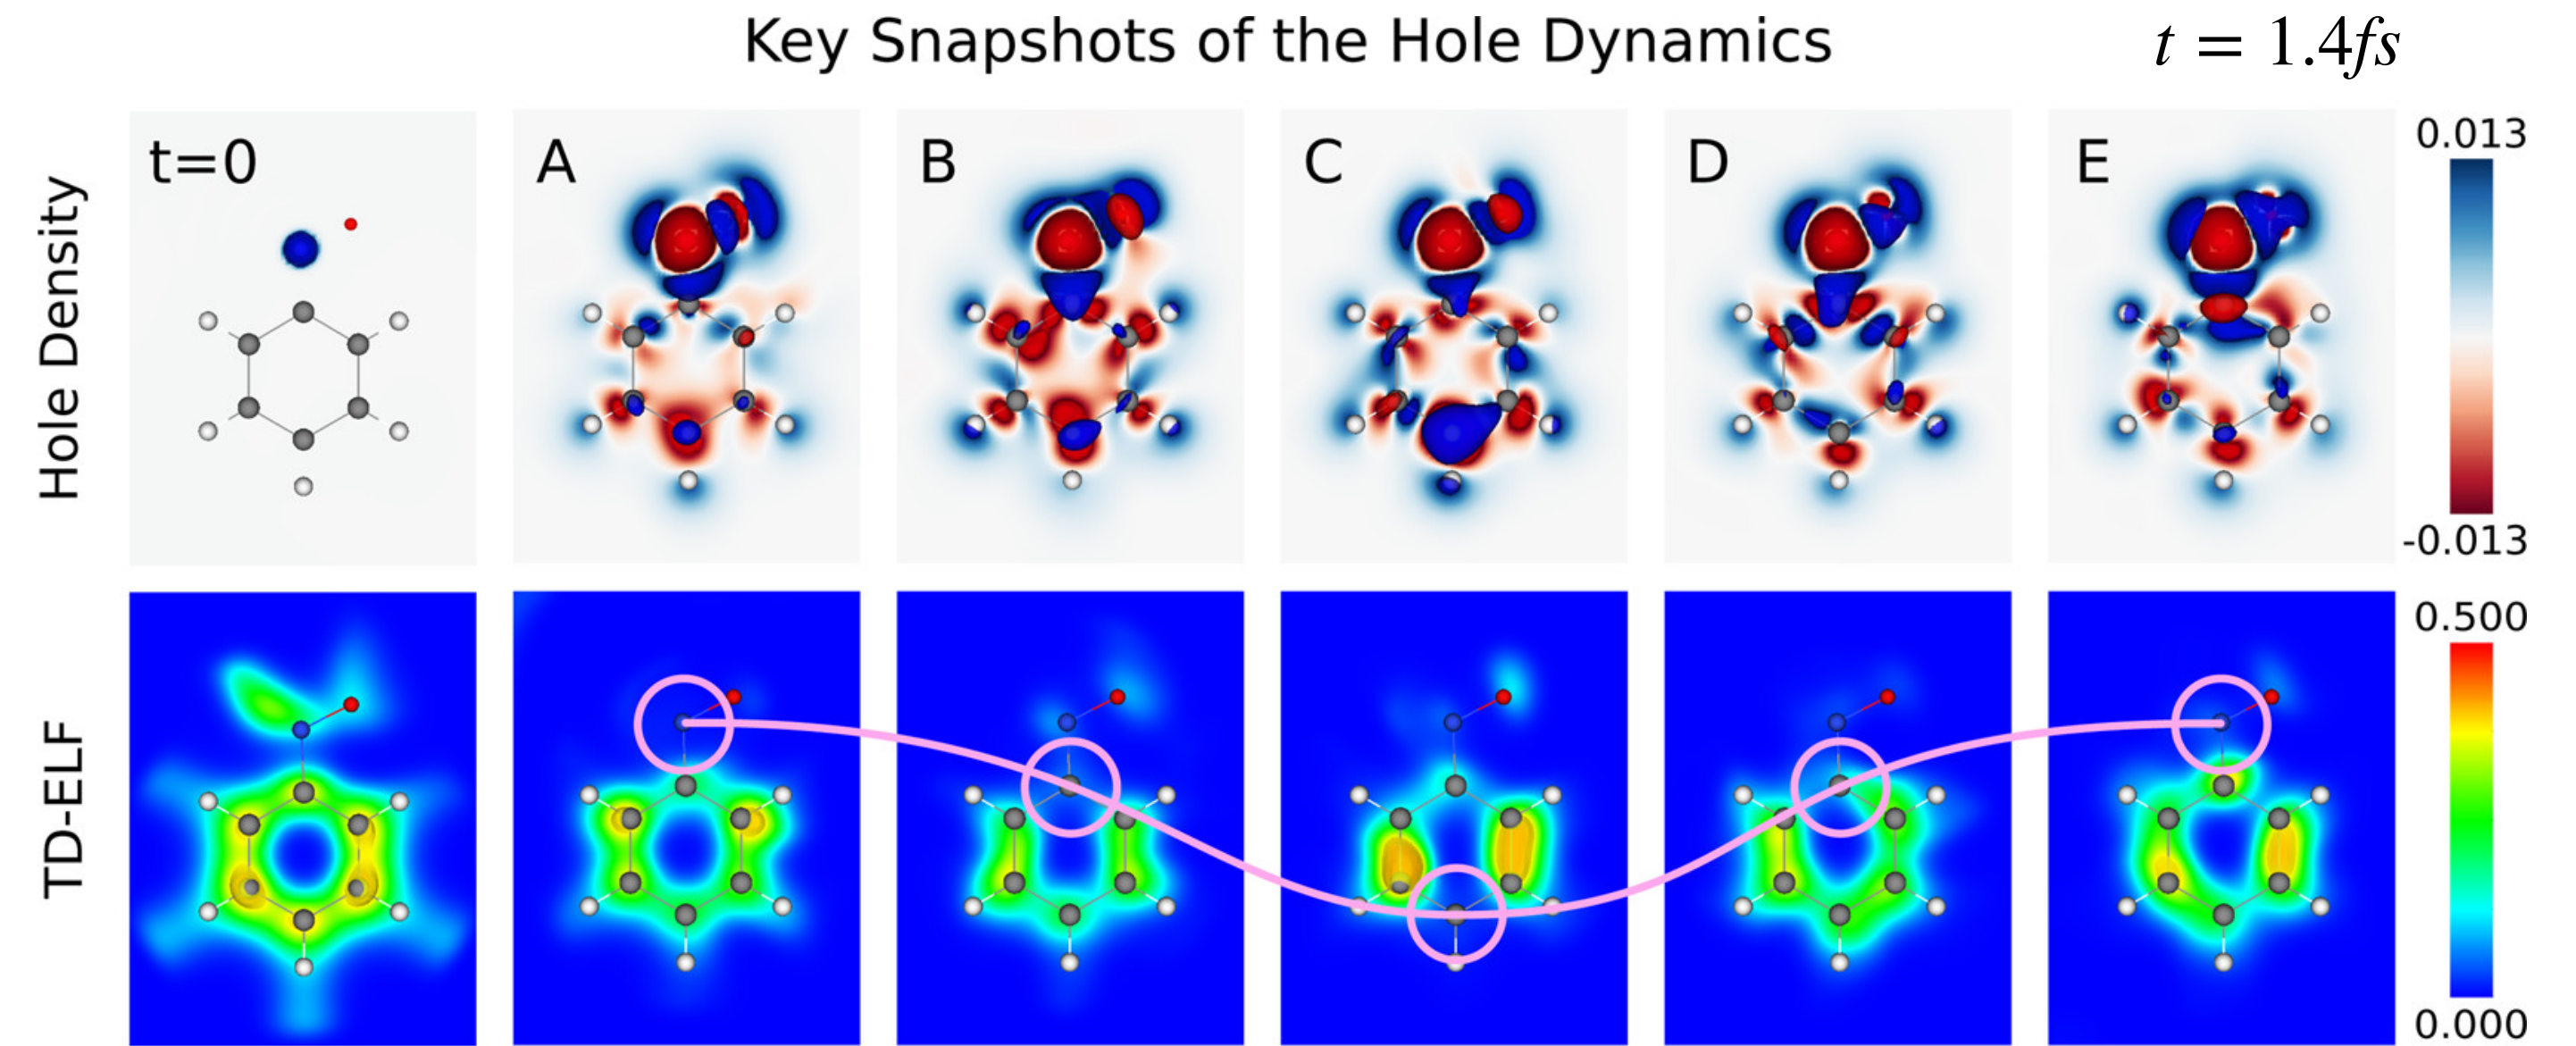 Key Snapshots of the Hole Dynamics
t = 1.4fs
Hole Density
t=0
A
B
C
D
E
0.013
-0.013
TD-ELF
0.500
0.000